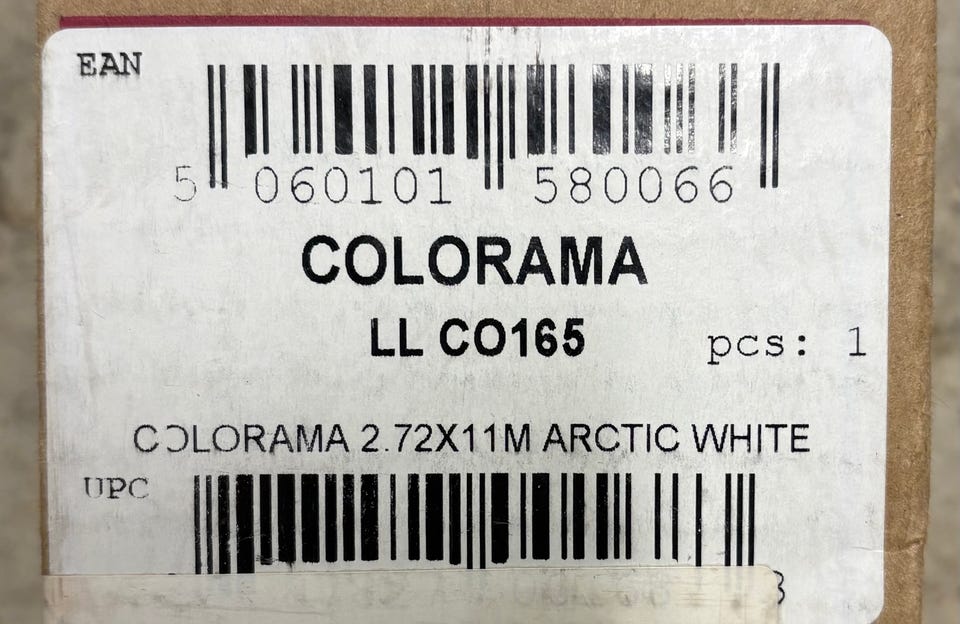 EAN
5 060101 580066
COLORAMA
LL CO165
pcs: 1
COLORAMA 2.72X11M ARCTIC WHITE
UPC